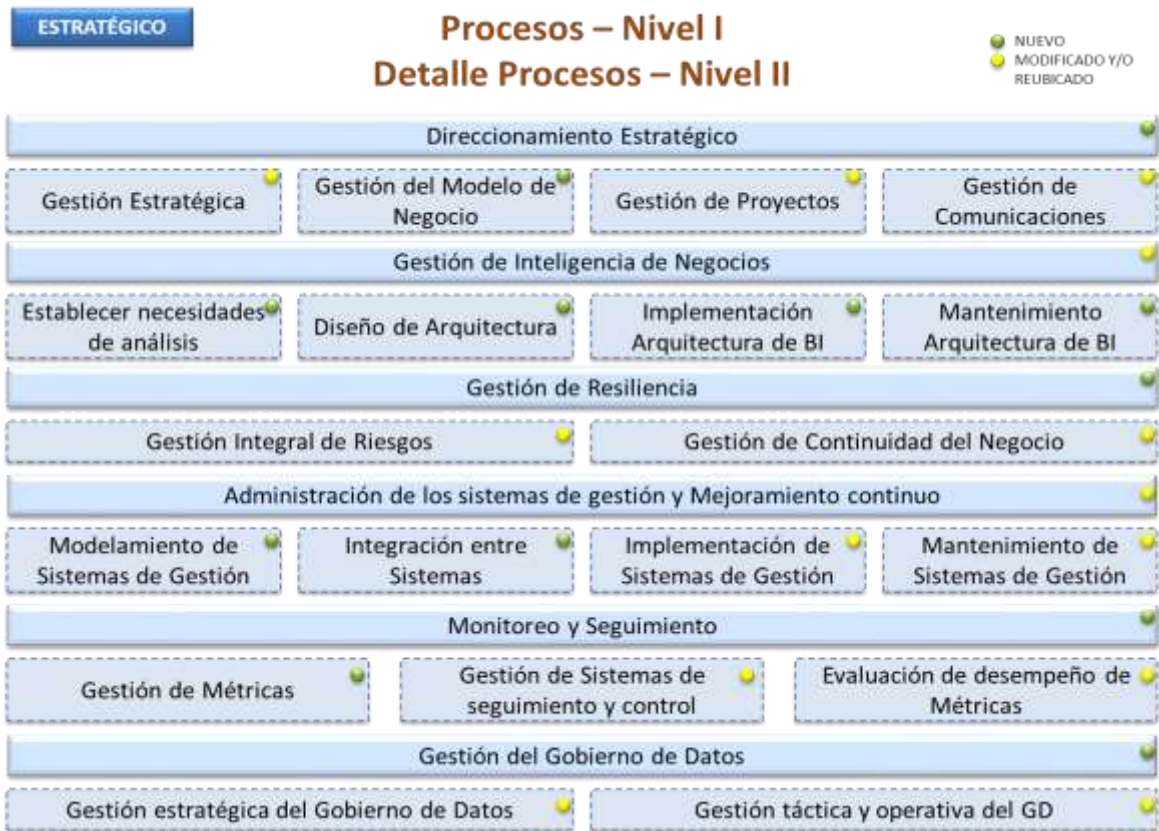 ESTRATÉGICO
Procesos – Nivel I
Detalle Procesos – Nivel II
NUEVO
MODIFICADO Y/O
REUBICADO
Direccionamiento Estratégico
Gestión Estratégica
Gestión del Modelo de
Negocio
Gestión de Proyectos
Gestión de
Comunicaciones
Gestión de Inteligencia de Negocios
Establecer necesidades
de análisis
Diseño de Arquitectura
Implementación
Arquitectura de BI
Mantenimiento
Arquitectura de BI
Gestión de Resiliencia
Gestión Integral de Riesgos
Gestión de Continuidad del Negocio
Administración de los sistemas de gestión y Mejoramiento continuo
Modelamiento de
Sistemas de Gestión
Integración entre
Sistemas
Implementación de
Sistemas de Gestión
Mantenimiento de
Sistemas de Gestión
Monitoreo y Seguimiento
Gestión de Métricas
Gestión de Sistemas de
seguimiento y control
Evaluación de desempeño de
Métricas
Gestión del Gobierno de Datos
Gestión estratégica del Gobierno de Datos
Gestión táctica y operativa del GD